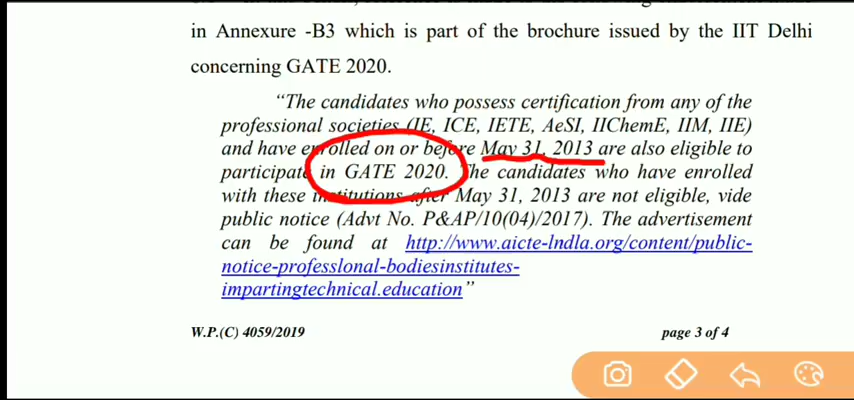 in Annexure -B3 which is part of the brochure issued by the IIT Delhi
concerning GATE 2020.
“The candidates who possess certification from any of the
professional societies (IE, ICE, IETE, AeSI, IIChemE, IIM, IIE)
and have enrolled on or before May 31, 2013 are also eligible to
participate in GATE 2020. The candidates who have enrolled
with these institutions after May 31, 2013 are not eligible, vide
public notice (Advt No. P&AP/10(04)/2017). The advertisement
can be found at http://www.aicte-lndla.org/content/public-
notice-professlonal-bodiesinstitutes-
impartingtechnical.education”
W.P.(C) 4059/2019 page 3 of 4